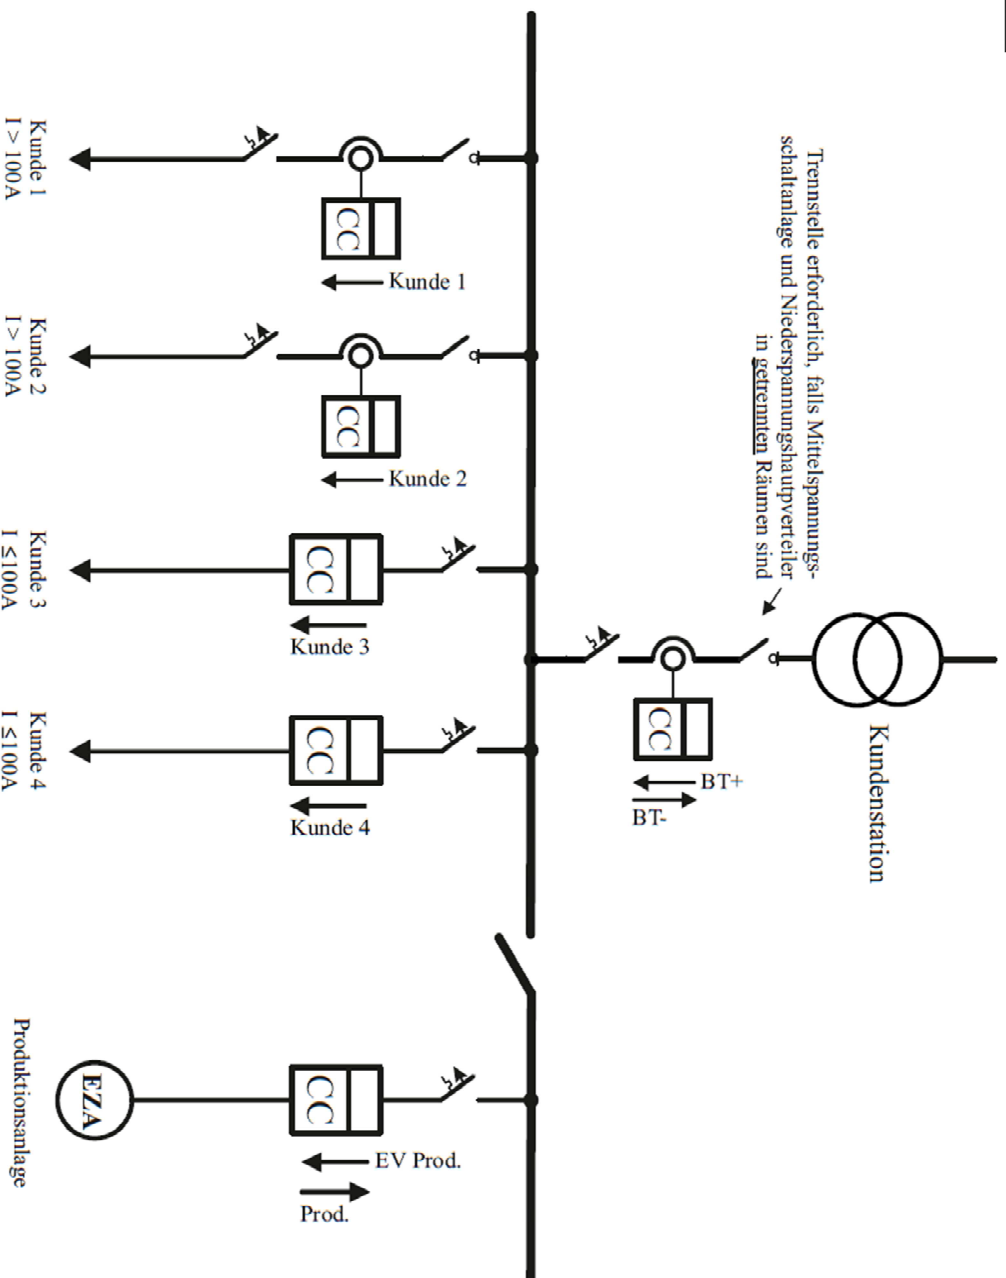 Kundenstation
Trennstelle erforderlich, falls Mittelspannungs-
schaltanlage und Niederspannungshautpverteiler
in getrennten Räumen sind
CC
BT+
BT-
CC
Kunde 1
CC
Kunde 2
CC
Kunde 3
CC
Kunde 4
CC
EV Prod.
Prod.
Kunde 1
I > 100A
Kunde 2
I > 100A
Kunde 3
I ≤100A
Kunde 4
I ≤100A
EZA
Produktionsanlage